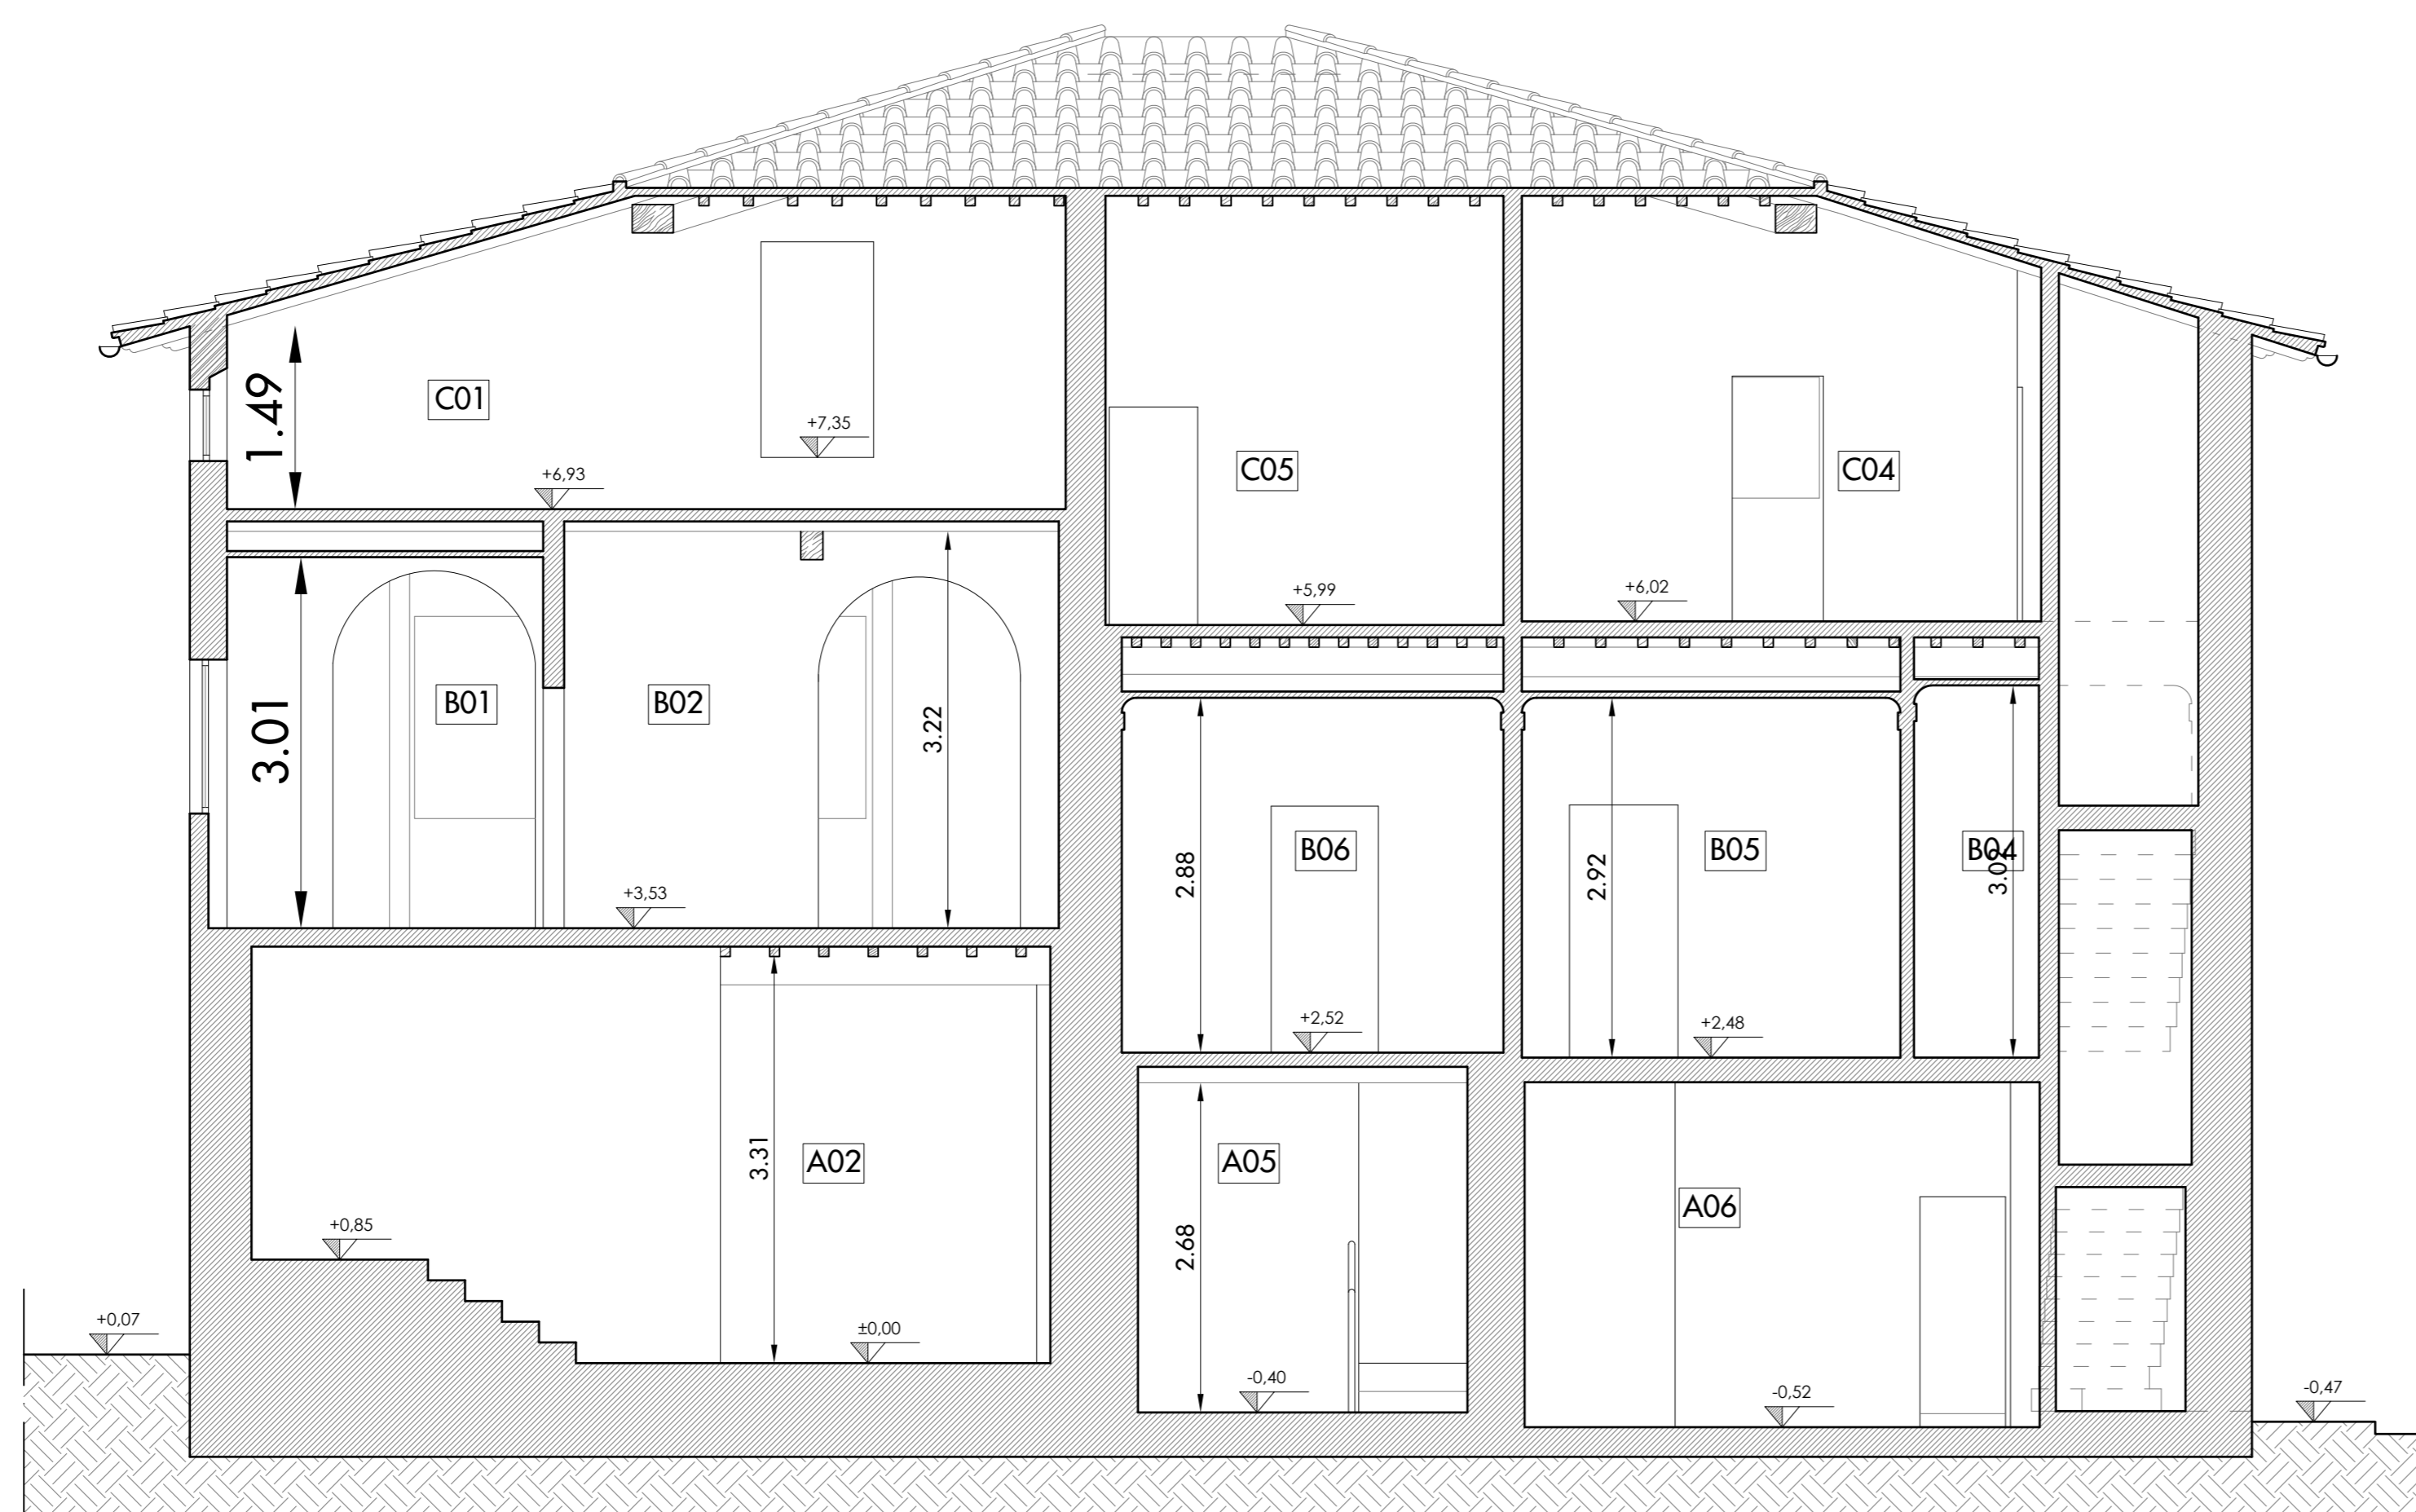 +7,35
C01
1.49
+6,93
C05
C04
+5,99
+6,02
B01
B02
3.01
3.22
B06
B05
B04
2.88
2.92
+3,53
+2,52
+2,48
3.31
A02
A05
A06
+0,85
2.68
+0,07
±0,00
-0,40
-0,52
-0,47